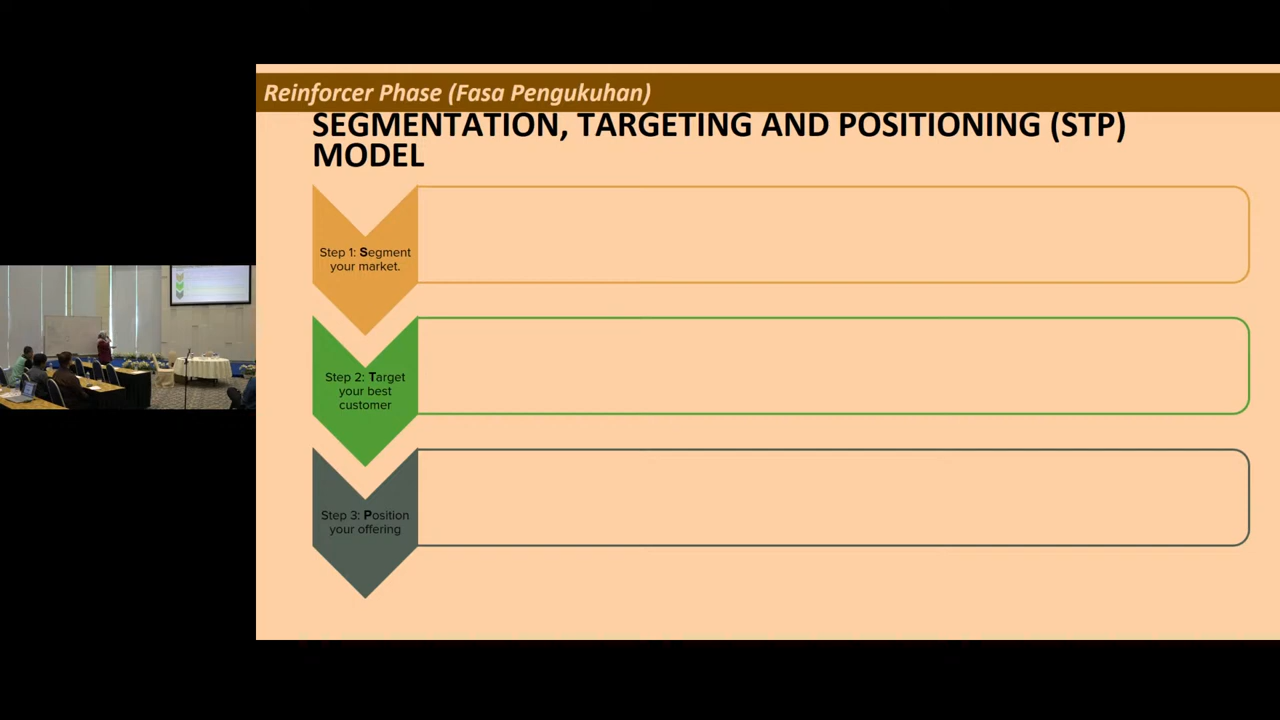 Reinforcer Phase (Fasa Pengukuhan)
SEGMENTATION, TARGETING AND POSITIONING (STP)
MODEL
Step 1: Segment
your market.
Step 2: Target
your best
customer
Step 3: Position
your offering